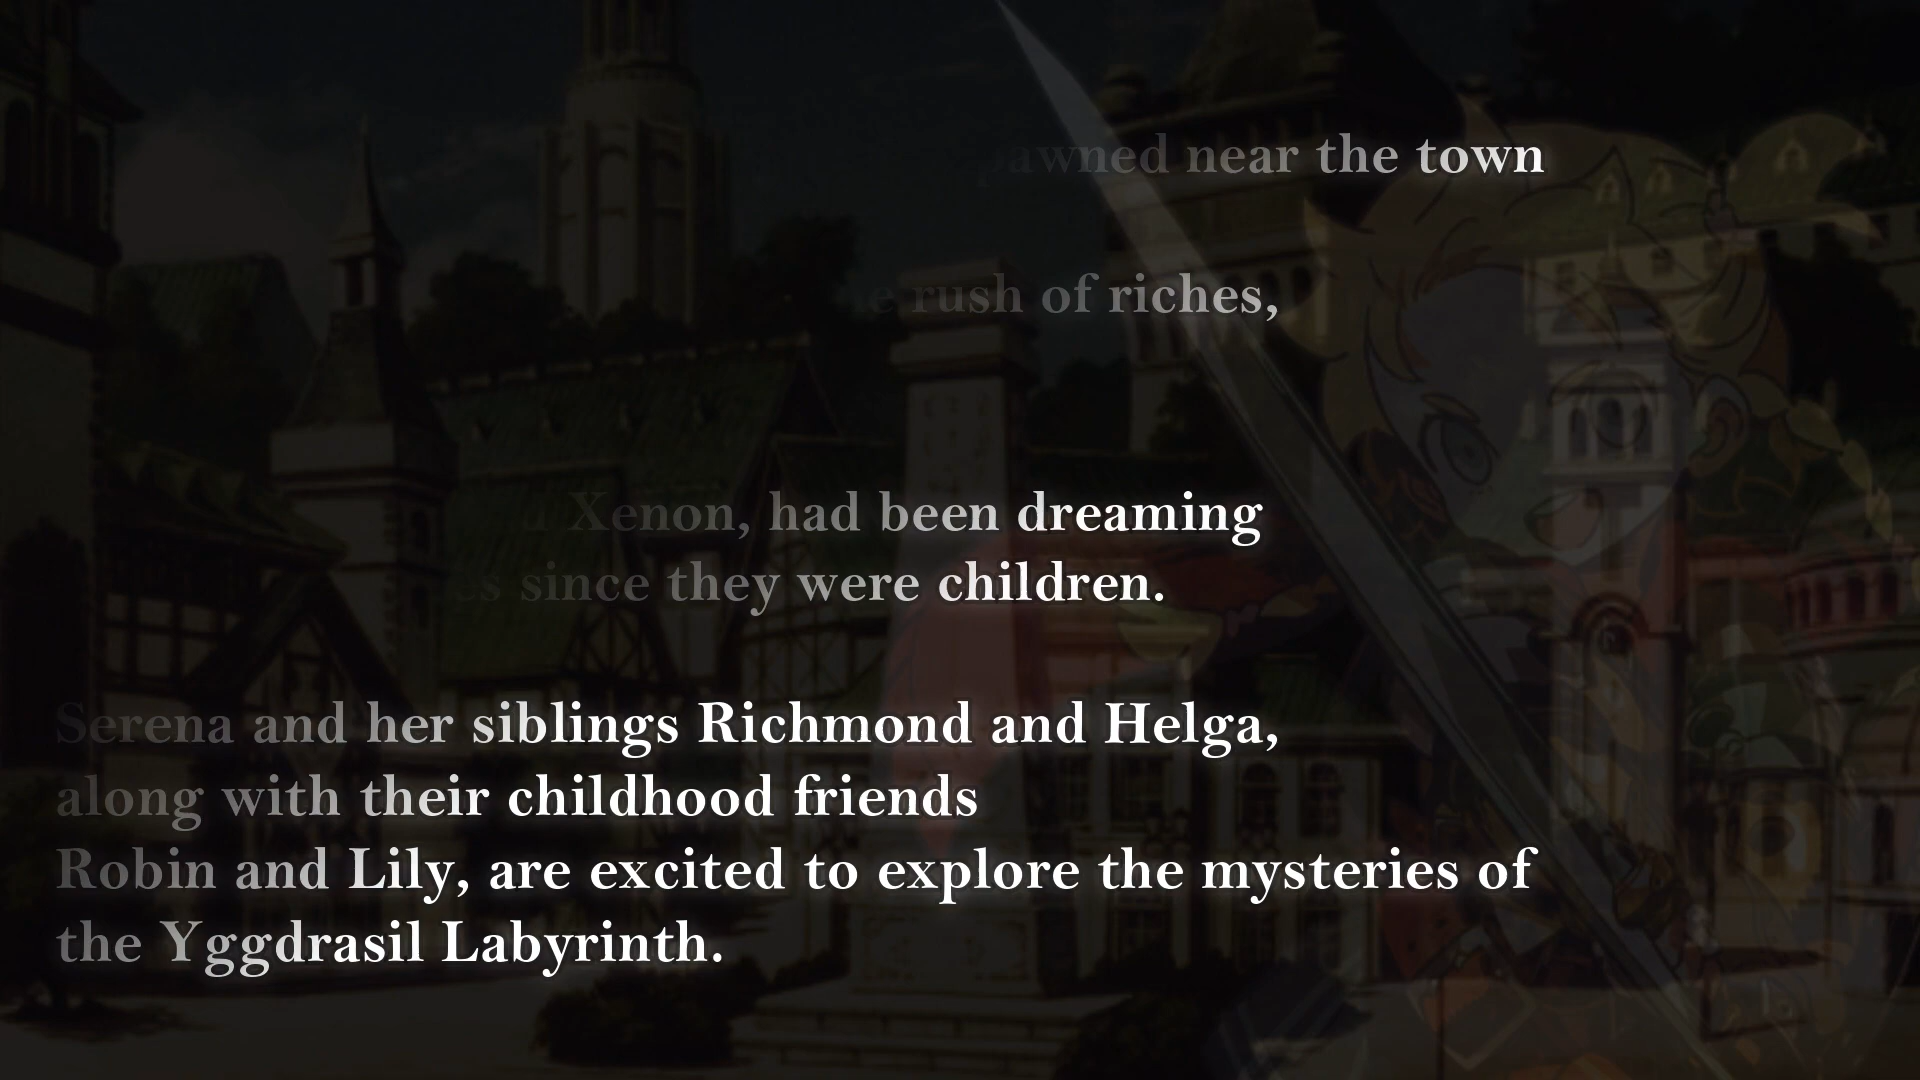 near the town
rush of riches,
Xenon, had been dreaming
since they were children.
Serena and her siblings Richmond and Helga,
along with their childhood friends
Robin and Lily, are excited to explore the mysteries of
the Yggdrasil Labyrinth.